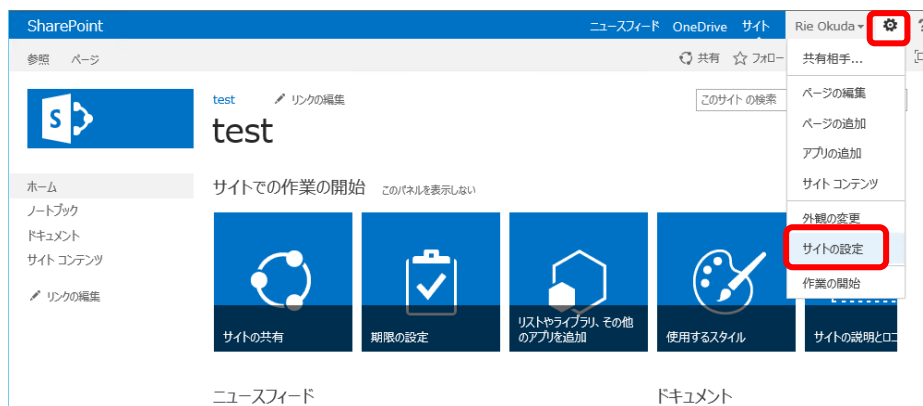 SharePoint
ニュースフィード OneDrive サイト
Rie Okuda
?
参照 ページ
共有 フォロー
共有相手...
ページの編集
ページの追加
アプリの追加
サイト コンテンツ
外観の変更
サイトの設定
作業の開始
S
test リンクの編集
このサイト の検索
test
ホーム
ノートブック
ドキュメント
サイト コンテンツ
リンクの編集
サイトでの作業の開始 このパネルを表示しない
サイトの共有
期限の設定
リストやライブラリ、その他
のアプリを追加
使用するスタイル
サイトの説明とロゴ
ニュースフィード ドキュメント